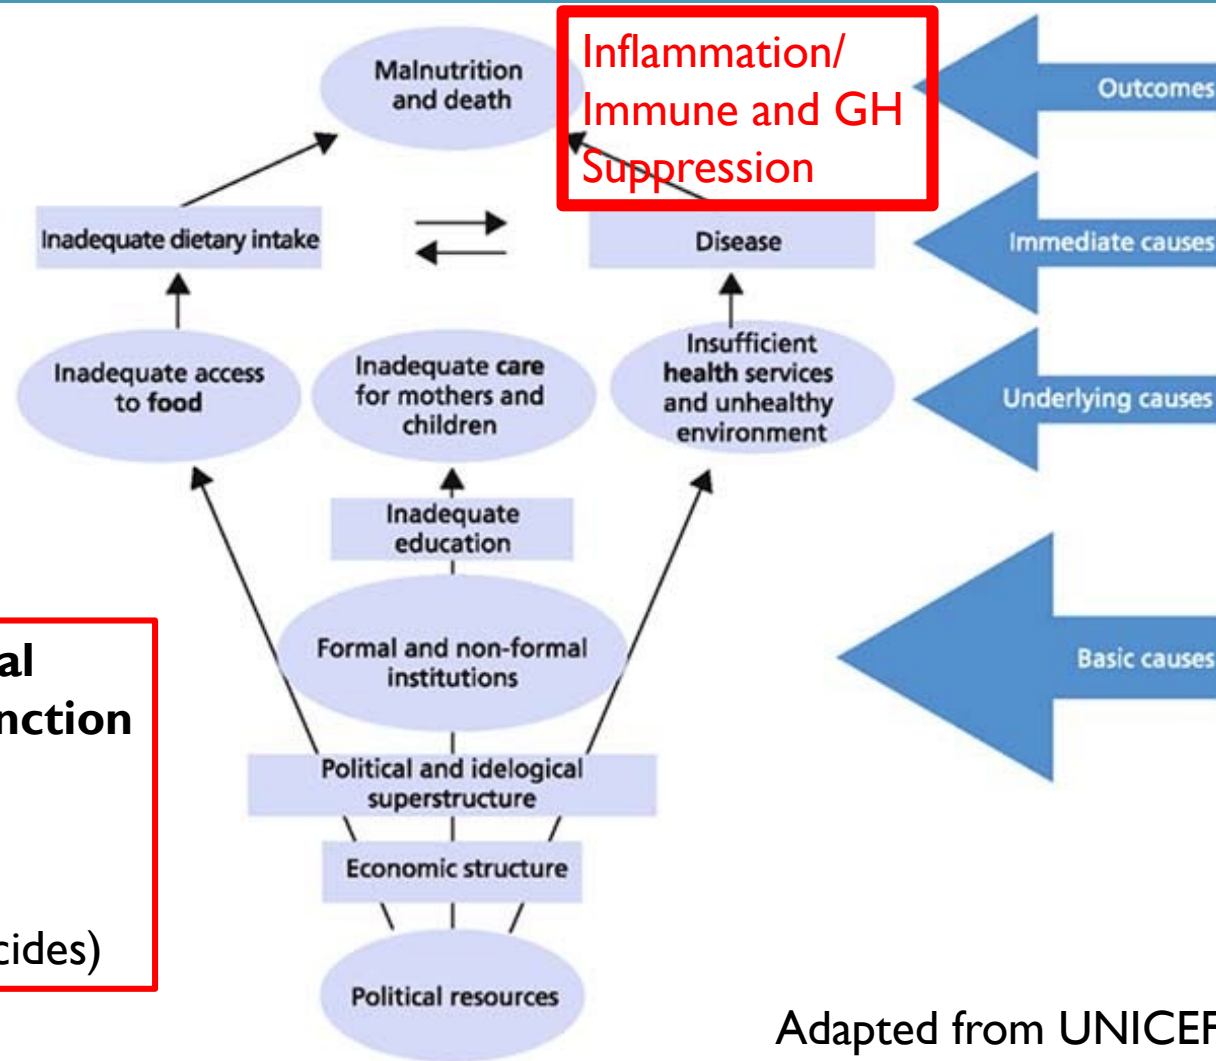 Malnutrition
and death
Inflammation/
Immune and GH
Suppression
Outcomes
Inadequate dietary intake
Disease
Immediate causes
Inadequate access
to food
Inadequate care
for mothers and
children
Insufficient
health services
and unhealthy
environment
Underlying causes
Inadequate
education
Formal and non-formal
institutions
Basic causes
al
nction
cides)
Political and idelogical
superstructure
Economic structure
Political resources
Adapted from UNICEF